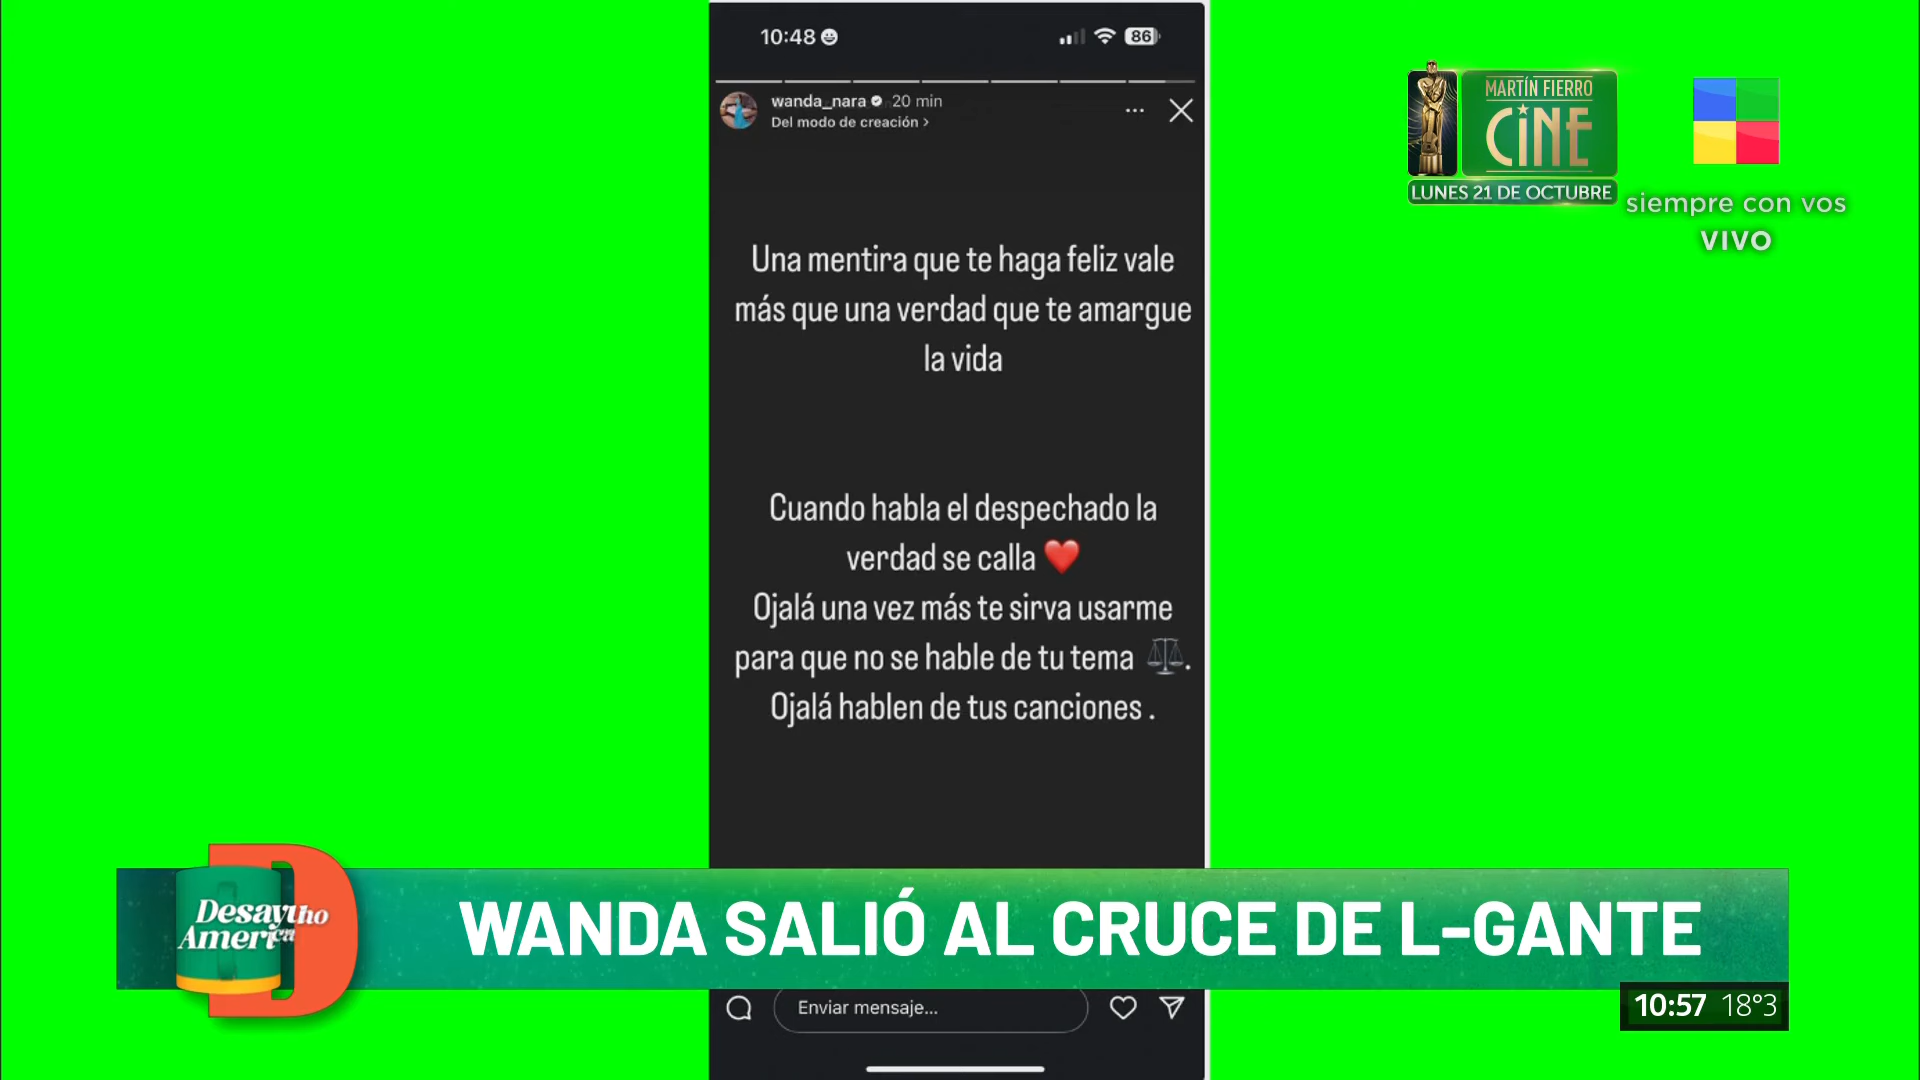 10:48
86
wanda_nara 20 min
Del modo de creación >
Una mentira que te haga feliz vale
más que una verdad que te amargue
la vida
Cuando habla el despechado la
verdad se calla ❤️
Ojalá una vez más te sirva usarme
para que no se hable de tu tema ⚖️.
Ojalá hablen de tus canciones .
MARTÍN FIERRO
CINE
LUNES 21 DE OCTUBRE
siempre con vos
VIVO
WANDA SALIÓ AL CRUCE DE L-GANTE
Enviar mensaje...
10:57 18°3